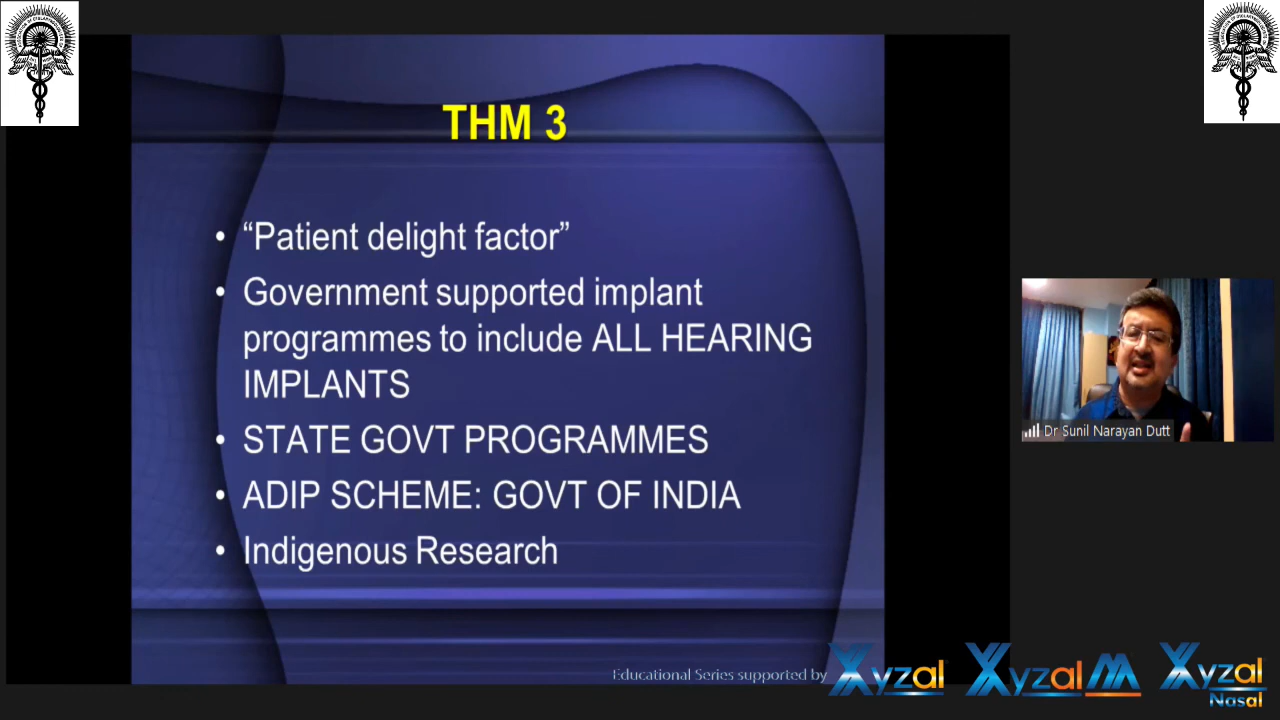 THM 3
• “Patient delight factor”
• Government supported implant
programmes to include ALL HEARING
IMPLANTS
• STATE GOVT PROGRAMMES
• ADIP SCHEME: GOVT OF INDIA
• Indigenous Research
Dr Sunil Narayan Dutt
Educational Series supported by
Xyzal
Xyzal M
Xyzal
Nasal